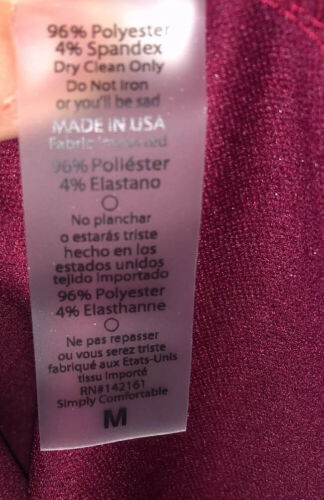 96% Polyester
4% Spandex
Dry Clean Only
Do Not Iron
or you'll be sad
MADE IN USA
Fabric
96% Poliéster
4% Elastano
No planchar
o estarás triste
hecho en los
estados unidos
tejido importado
96% Polyester
4% Elasthanne
Ne pas repasser
ou vous serez triste
fabriqué aux Etats-Unis
tissu importé
RN#142161
Simply Comfortable
M